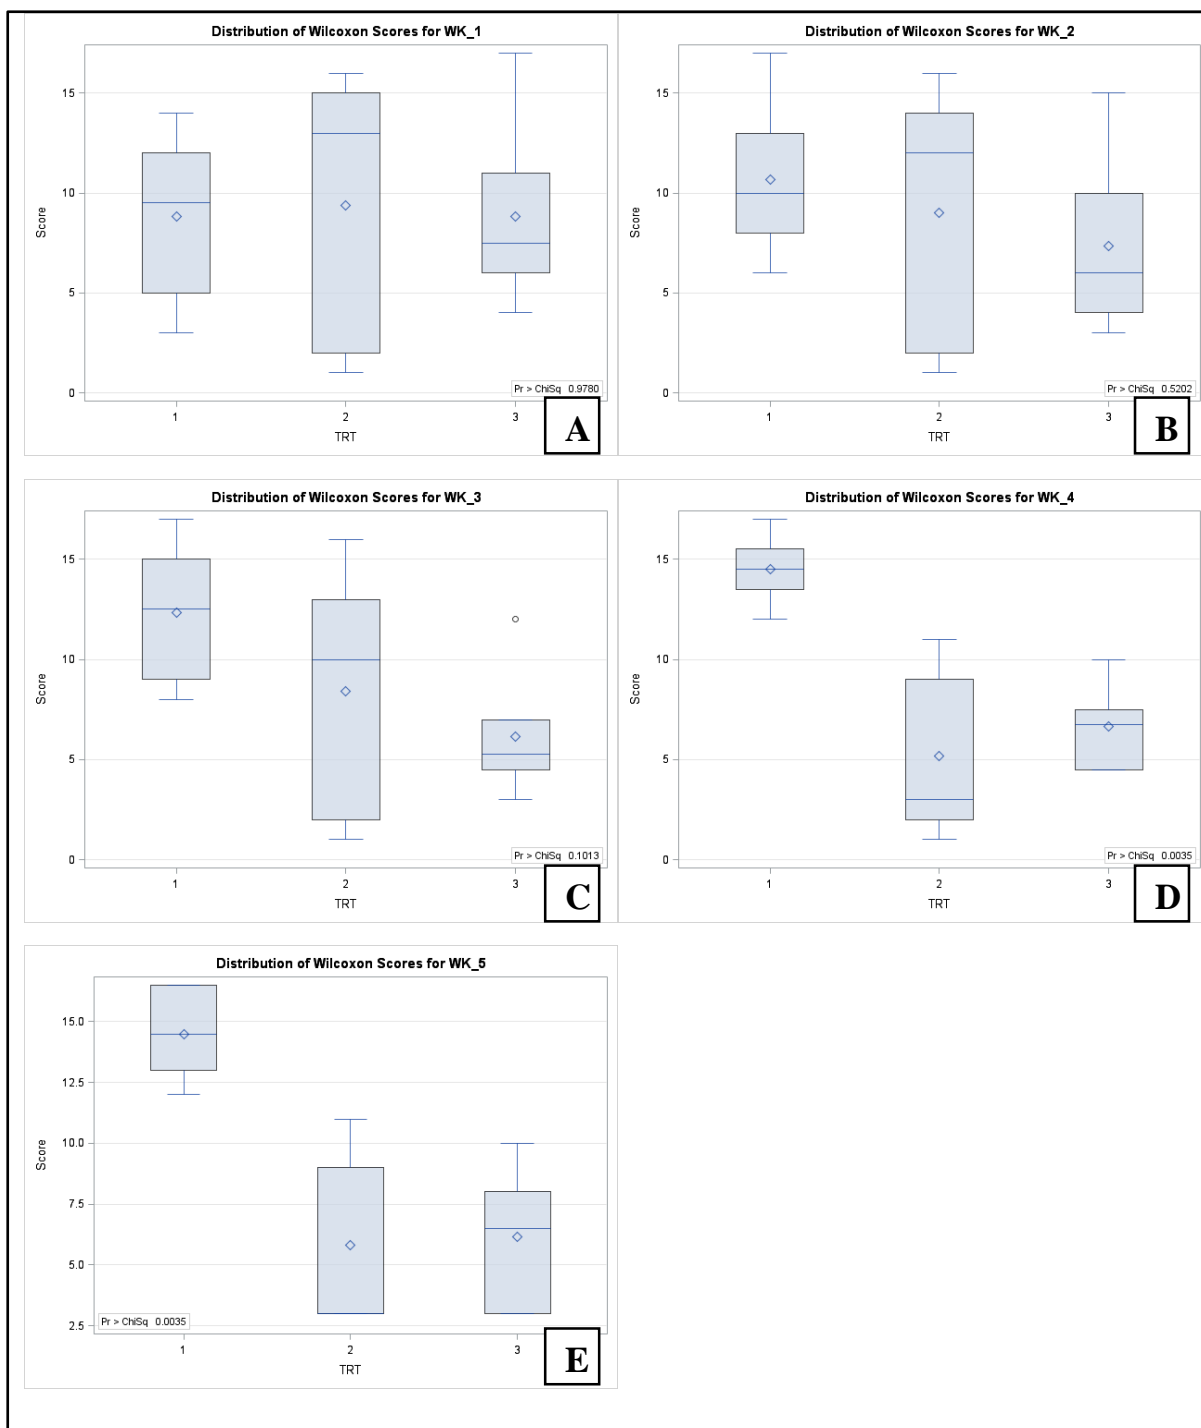 Distribution of Wilcoxon Scores for WK_1
15
10
5
0
Score
Pr > ChiSq 0.9780
1 2 3
TRT
A
Distribution of Wilcoxon Scores for WK_2
15
10
5
0
Score
Pr > ChiSq 0.5202
1 2 3
TRT
B
Distribution of Wilcoxon Scores for WK_3
15
10
5
0
Score
Pr > ChiSq 0.1013
1 2 3
TRT
C
Distribution of Wilcoxon Scores for WK_4
15
10
5
0
Score
Pr > ChiSq 0.0035
1 2 3
TRT
D
Distribution of Wilcoxon Scores for WK_5
15.0
12.5
10.0
7.5
5.0
2.5
Score
Pr > ChiSq 0.0035
1 2 3
TRT
E